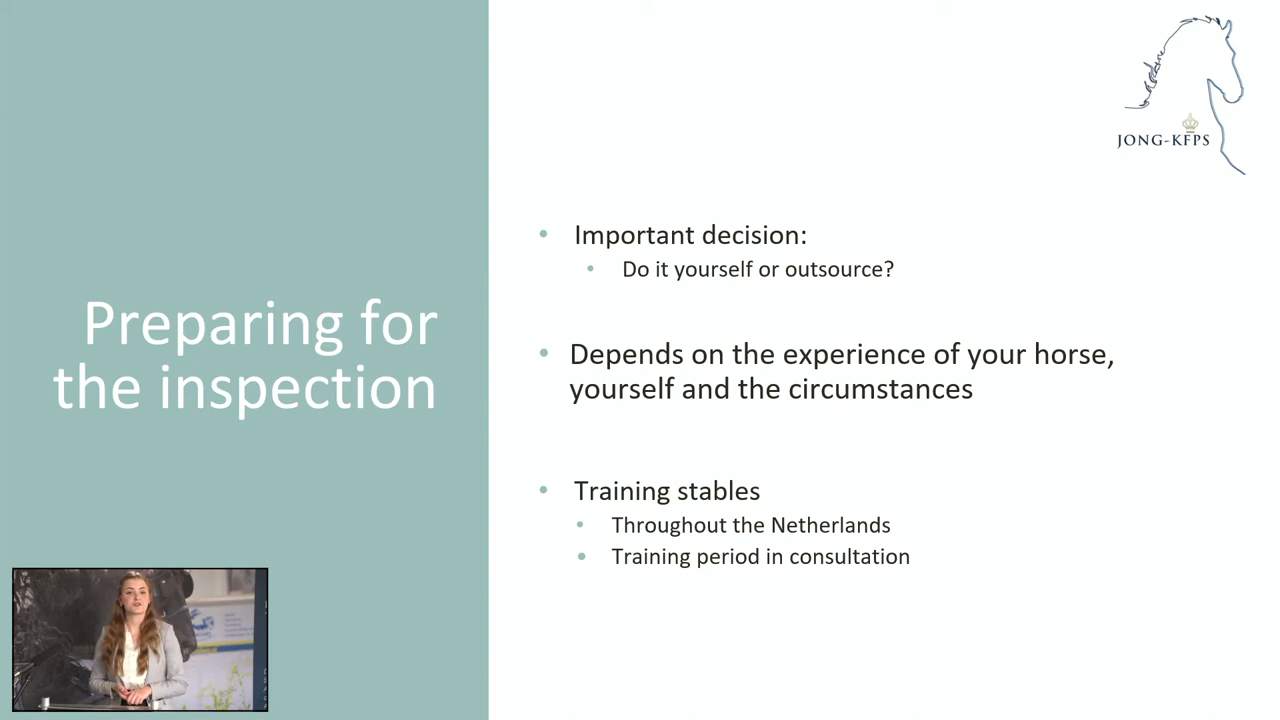 JONG-KFPS
Preparing for
the inspection
Important decision:
Do it yourself or outsource?
Depends on the experience of your horse,
yourself and the circumstances
Training stables
Throughout the Netherlands
Training period in consultation